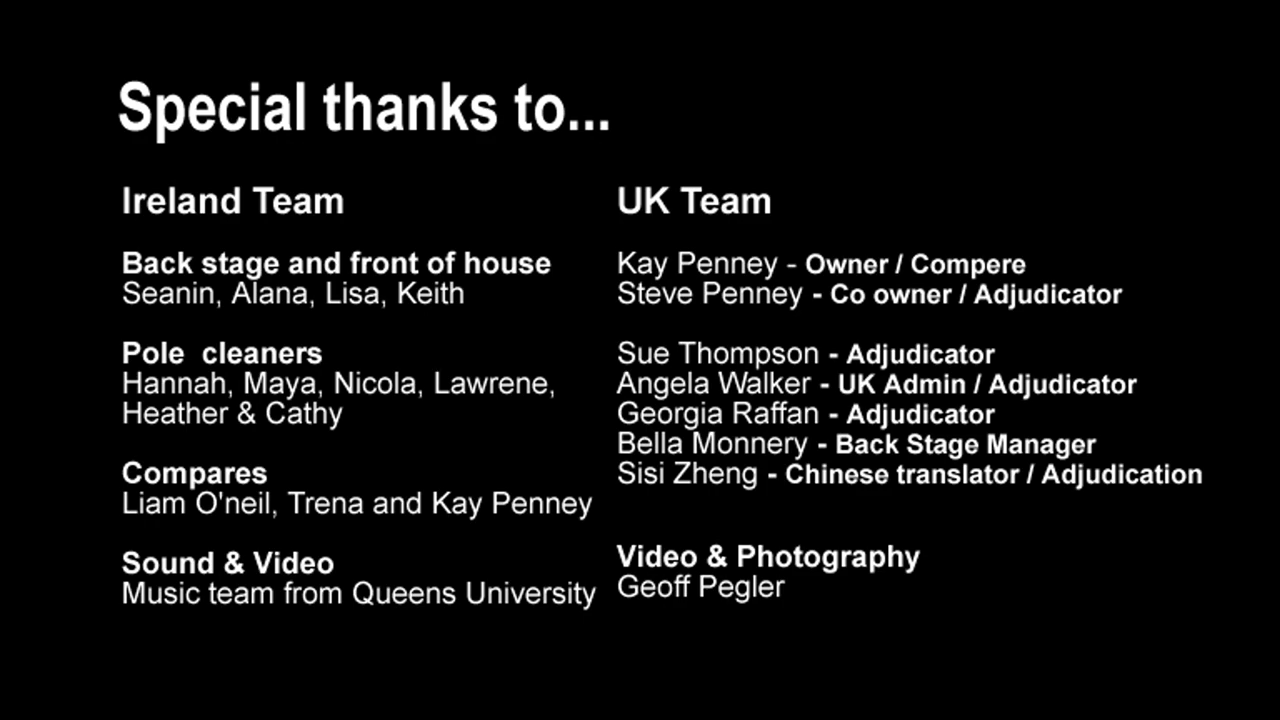 Special thanks to...
Ireland Team
Back stage and front of house
Seanin, Alana, Lisa, Keith
Pole  cleaners
Hannah, Maya, Nicola, Lawrene,
Heather & Cathy
Compares
Liam O'neil, Trena and Kay Penney
Sound & Video
Music team from Queens University
UK Team
Kay Penney - Owner / Compere
Steve Penney - Co owner / Adjudicator
Sue Thompson - Adjudicator
Angela Walker - UK Admin / Adjudicator
Georgia Raffan - Adjudicator
Bella Monnery - Back Stage Manager
Sisi Zheng - Chinese translator / Adjudication
Video & Photography
Geoff Pegler